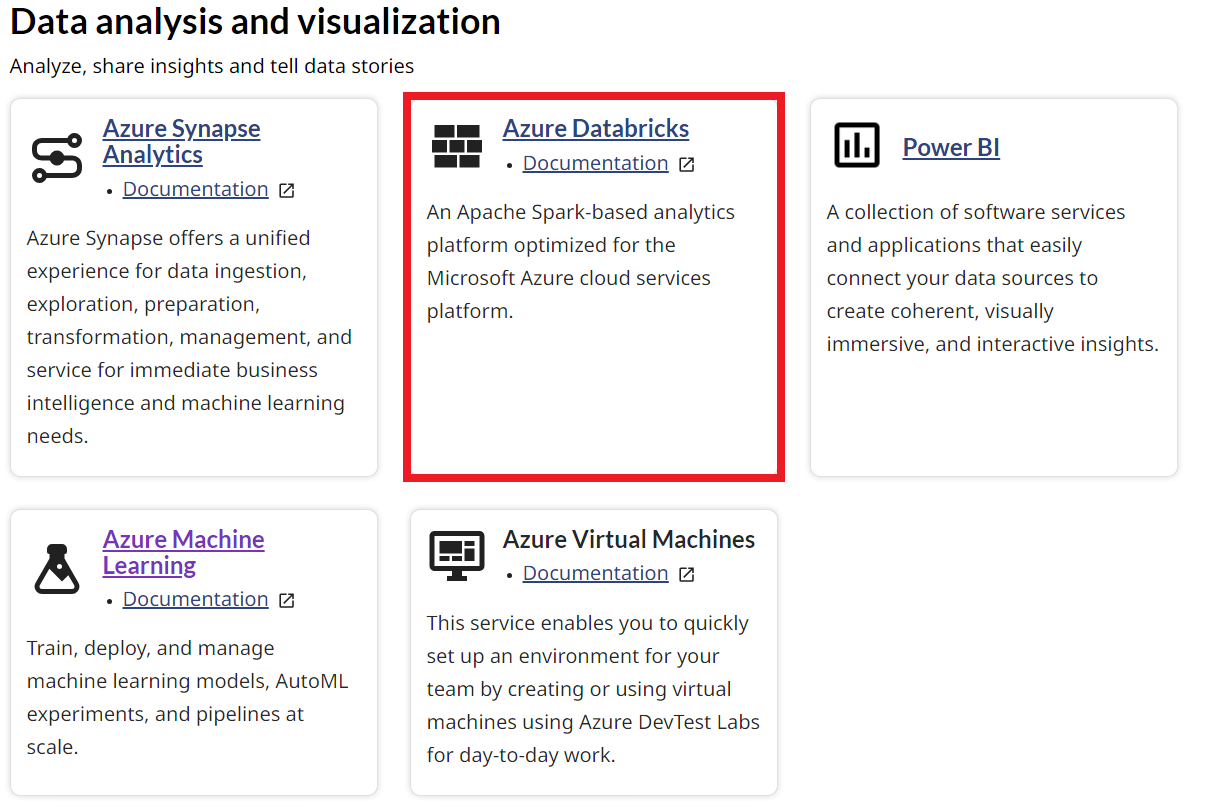 Data analysis and visualization
Analyze, share insights and tell data stories
Azure Synapse
Analytics
• Documentation
Azure Synapse offers a unified
experience for data ingestion,
exploration, preparation,
transformation, management, and
service for immediate business
intelligence and machine learning
needs.
Azure Databricks
• Documentation
An Apache Spark-based analytics
platform optimized for the
Microsoft Azure cloud services
platform.
Power BI
A collection of software services
and applications that easily
connect your data sources to
create coherent, visually
immersive, and interactive insights.
Azure Machine
Learning
• Documentation
Train, deploy, and manage
machine learning models, AutoML
experiments, and pipelines at
scale.
Azure Virtual Machines
• Documentation
This service enables you to quickly
set up an environment for your
team by creating or using virtual
machines using Azure DevTest Labs
for day-to-day work.